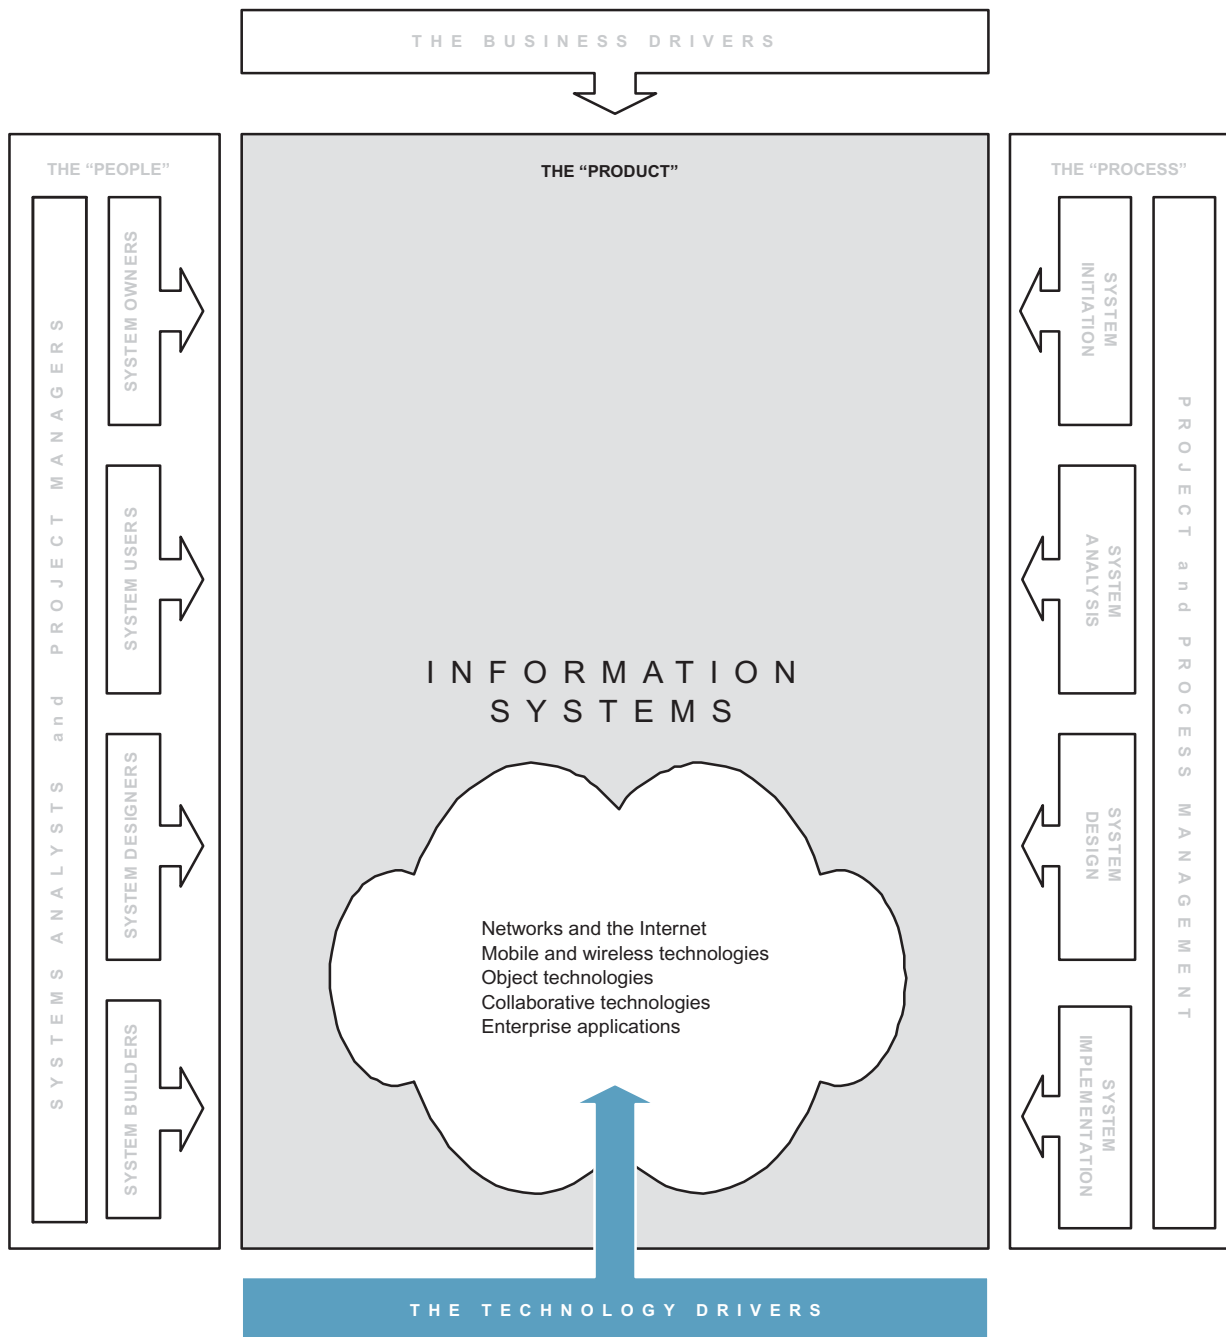 THE BUSINESS DRIVERS
THE “PEOPLE”
SYSTEMS ANALYSTS and PROJECT MANAGERS
SYSTEM OWNERS
SYSTEM USERS
SYSTEM DESIGNERS
SYSTEM BUILDERS
THE “PRODUCT”
INFORMATION
SYSTEMS
Networks and the Internet
Mobile and wireless technologies
Object technologies
Collaborative technologies
Enterprise applications
THE “PROCESS”
SYSTEM
INITIATION
SYSTEM
ANALYSIS
SYSTEM
DESIGN
SYSTEM
IMPLEMENTATION
PROJECT and PROCESS MANAGEMENT
THE TECHNOLOGY DRIVERS